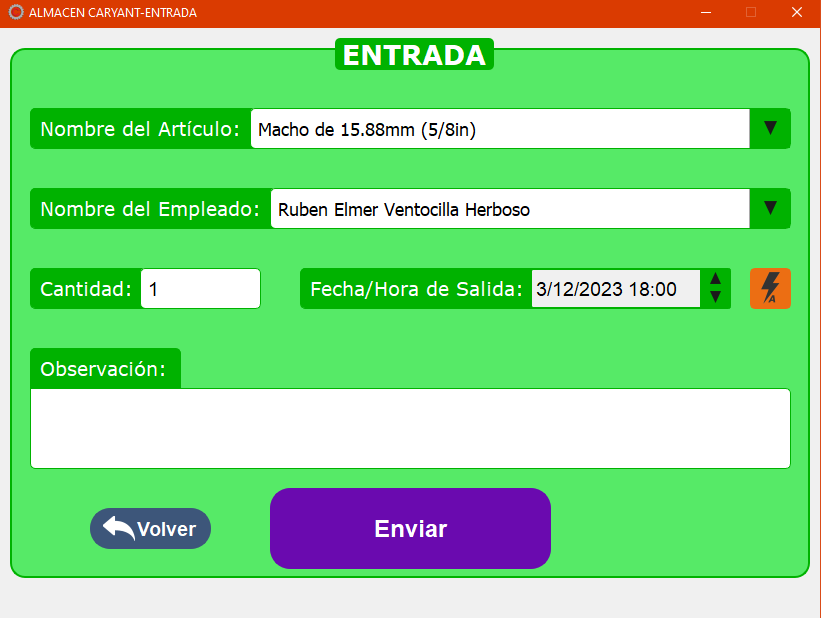 ALMACEN CARYANT-ENTRADA
ENTRADA
Nombre del Artículo: Macho de 15.88mm (5/8in)
Nombre del Empleado: Ruben Elmer Ventocilla Herboso
Cantidad: 1 Fecha/Hora de Salida: 3/12/2023 18:00 A
Observación:
Volver Enviar